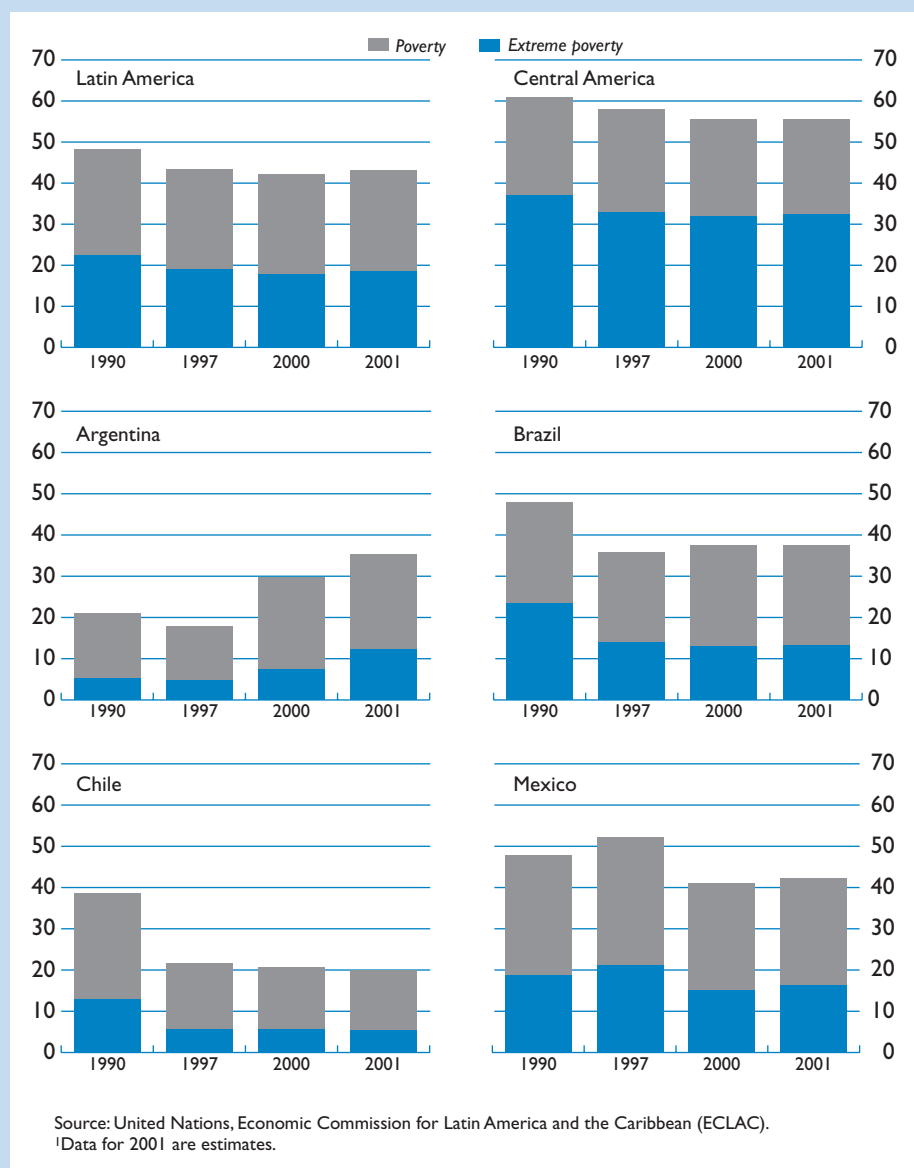 Poverty Extreme poverty
70 70
Latin America Central America
60 60
50 50
40 40
30 30
20 20
10 10
0 0
1990 1997 2000 2001 1990 1997 2000 2001
70 70
Argentina Brazil
60 60
50 50
40 40
30 30
20 20
10 10
0 0
1990 1997 2000 2001 1990 1997 2000 2001
70 70
Chile Mexico
60 60
50 50
40 40
30 30
20 20
10 10
0 0
1990 1997 2000 2001 1990 1997 2000 2001
Source: United Nations, Economic Commission for Latin America and the Caribbean (ECLAC).
¹Data for 2001 are estimates.